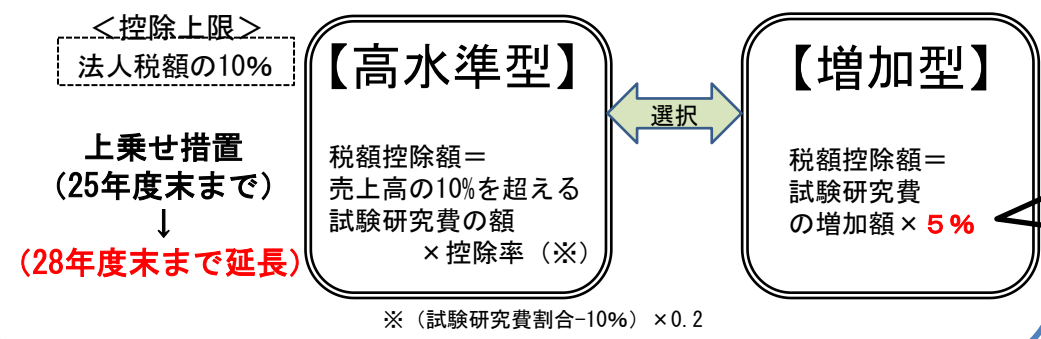 ＜控除上限＞
法人税額の10%
上乗せ措置
(25年度末まで)
↓
(28年度末まで延長)
【高水準型】
税額控除額＝
売上高の10%を超える
試験研究費の額
×控除率（※）
選択
【増加型】
税額控除額＝
試験研究費
の増加額×５％
※（試験研究費割合-10%）×0.2